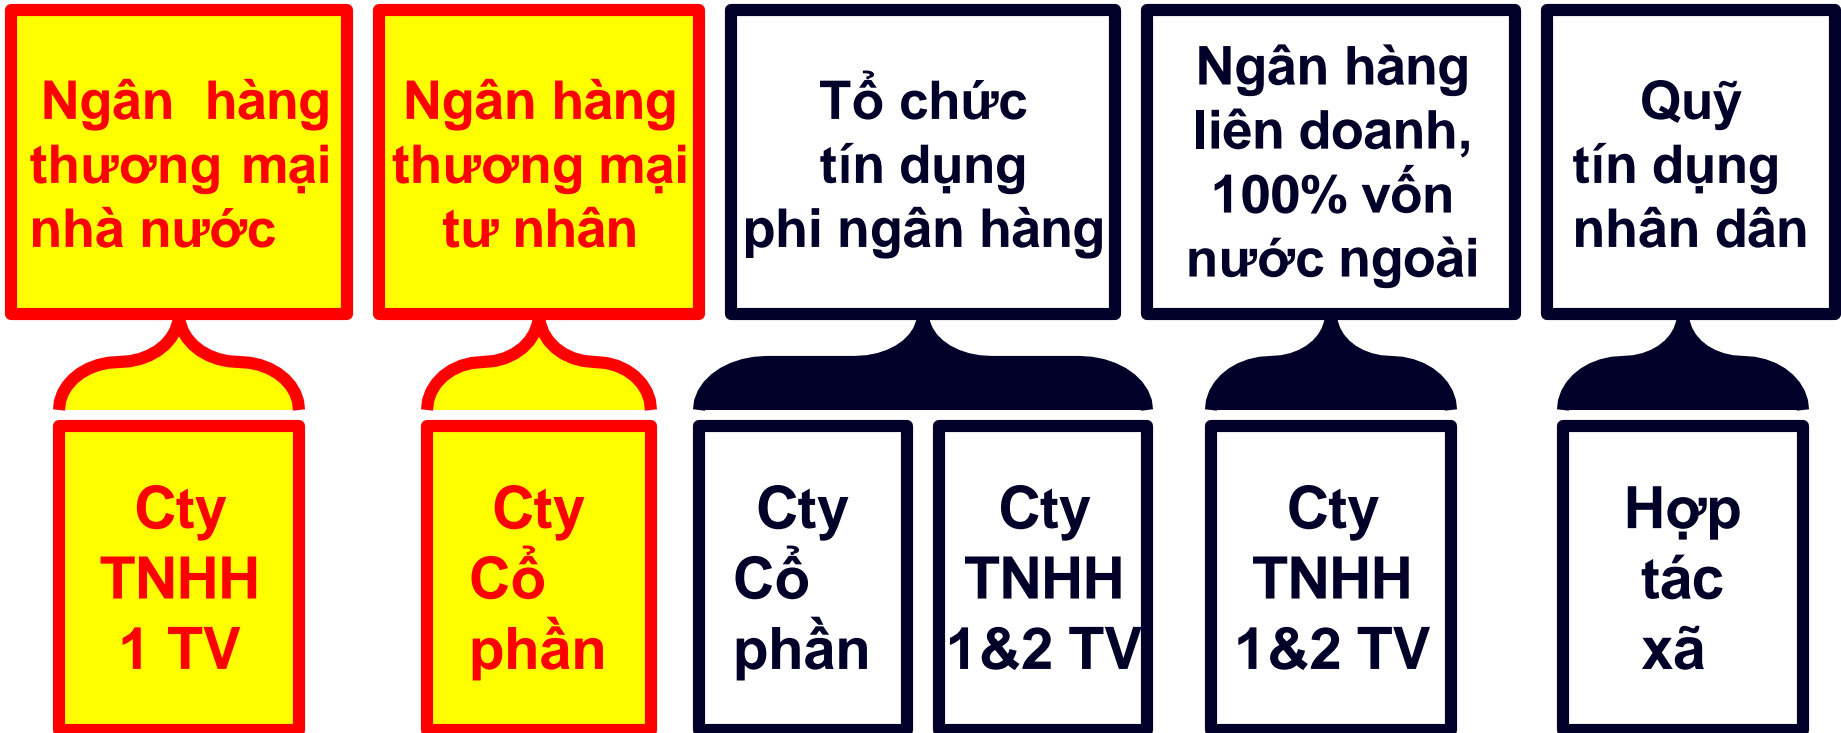 Ngân hàng
thương mại
nhà nước
Ngân hàng
thương mại
tư nhân
Tổ chức
tín dụng
phi ngân hàng
Ngân hàng
liên doanh,
100% vốn
nước ngoài
Quỹ
tín dụng
nhân dân
Cty
TNHH
1 TV
Cty
Cổ
phần
Cty
Cổ
phần
Cty
TNHH
1&2 TV
Cty
TNHH
1&2 TV
Hợp
tác
xã